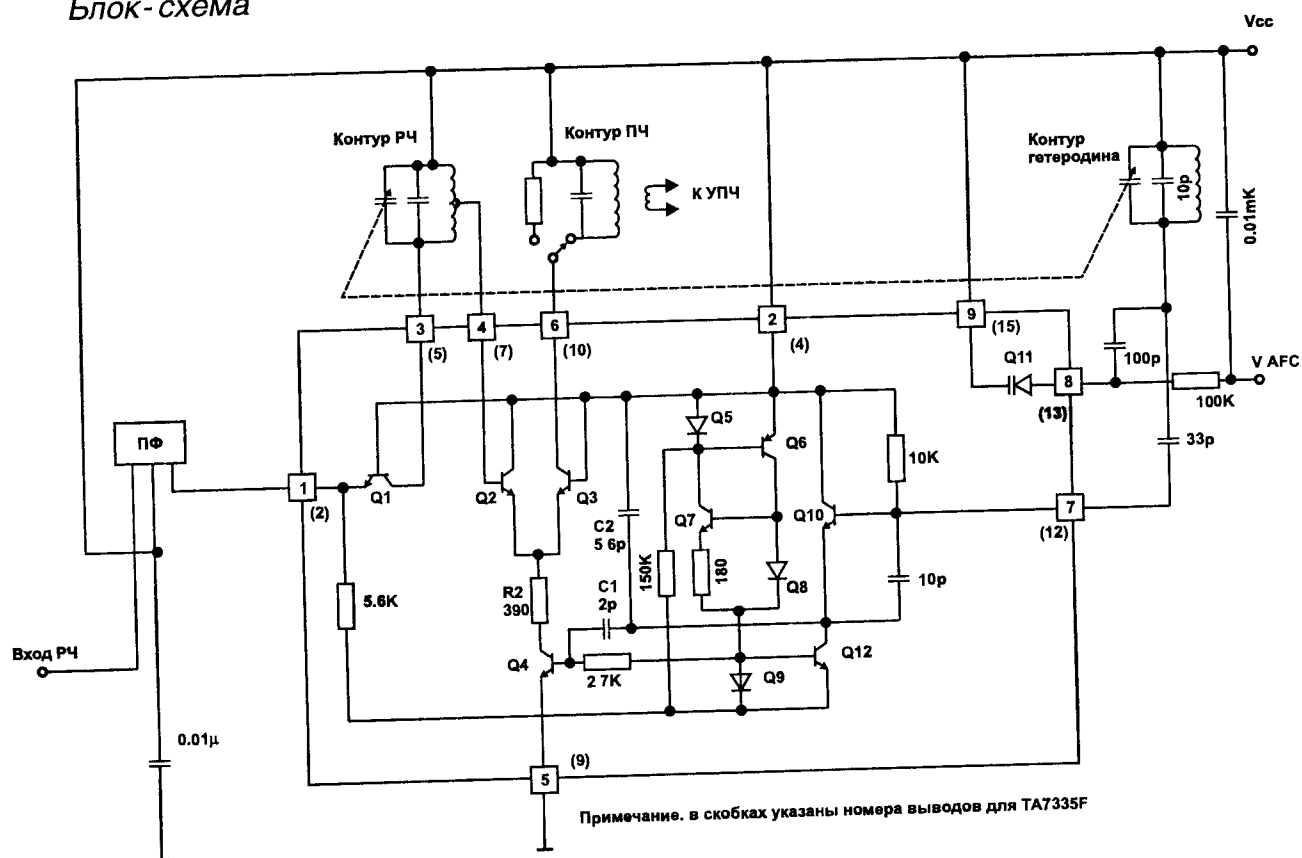 Блок-схема
Vcc
Контур РЧ
Контур ПЧ
Контур
гетеродина
К УПЧ
10p
0.01mK
3
4
6
2
9
(5)
(7)
(10)
(4)
(15)
Q11
8
100p
V AFC
(13)
100K
ПФ
Q5
Q6
10K
33p
1
(2)
Q1
Q2
Q3
Q7
Q10
7
(12)
C2
5 6p
150K
180
Q8
10p
5.6K
R2
390
C1
2p
Вход РЧ
Q4
2 7K
Q9
Q12
0.01μ
(9)
5
Примечание. в скобках указаны номера выводов для TA7335F